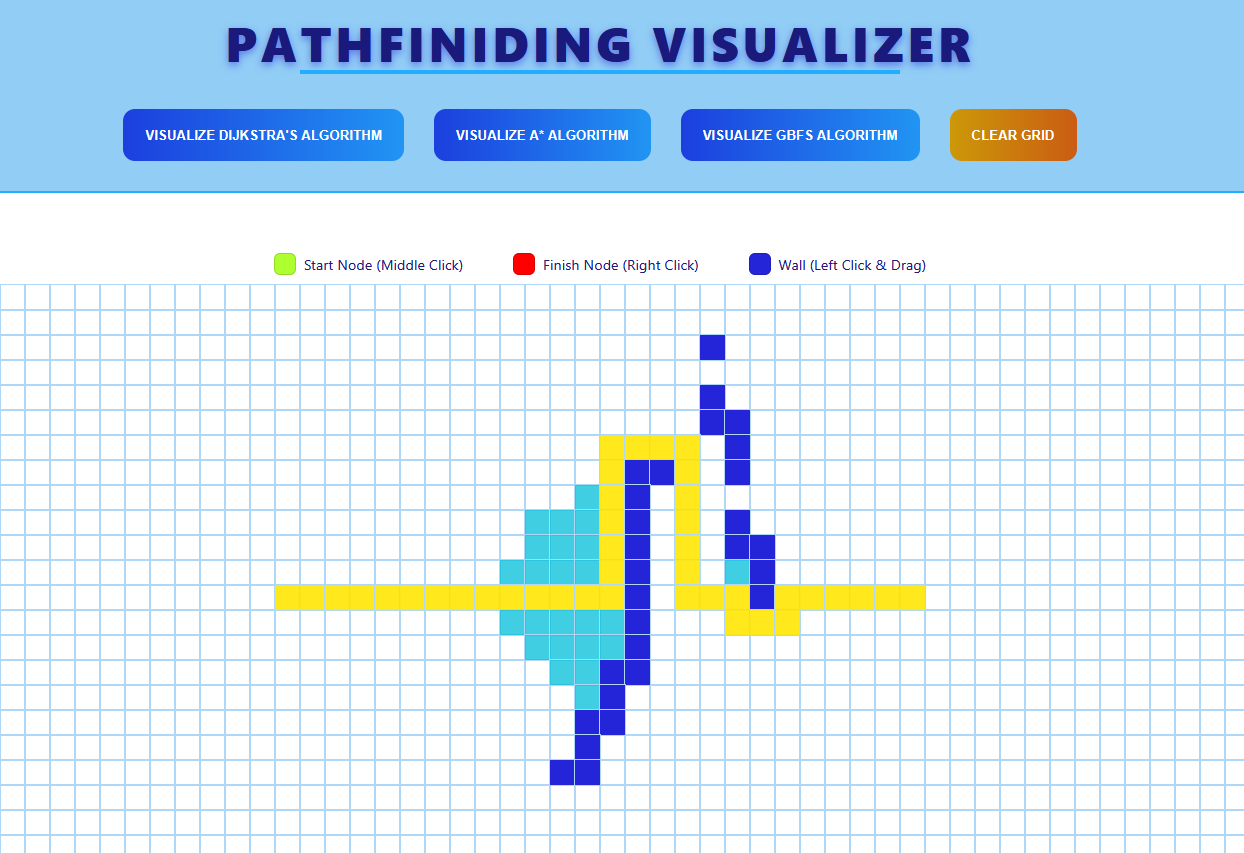 PATHFINIDING VISUALIZER
VISUALIZE DIJKSTRA'S ALGORITHM
VISUALIZE A* ALGORITHM
VISUALIZE GBFS ALGORITHM
CLEAR GRID
Start Node (Middle Click)
Finish Node (Right Click)
Wall (Left Click & Drag)